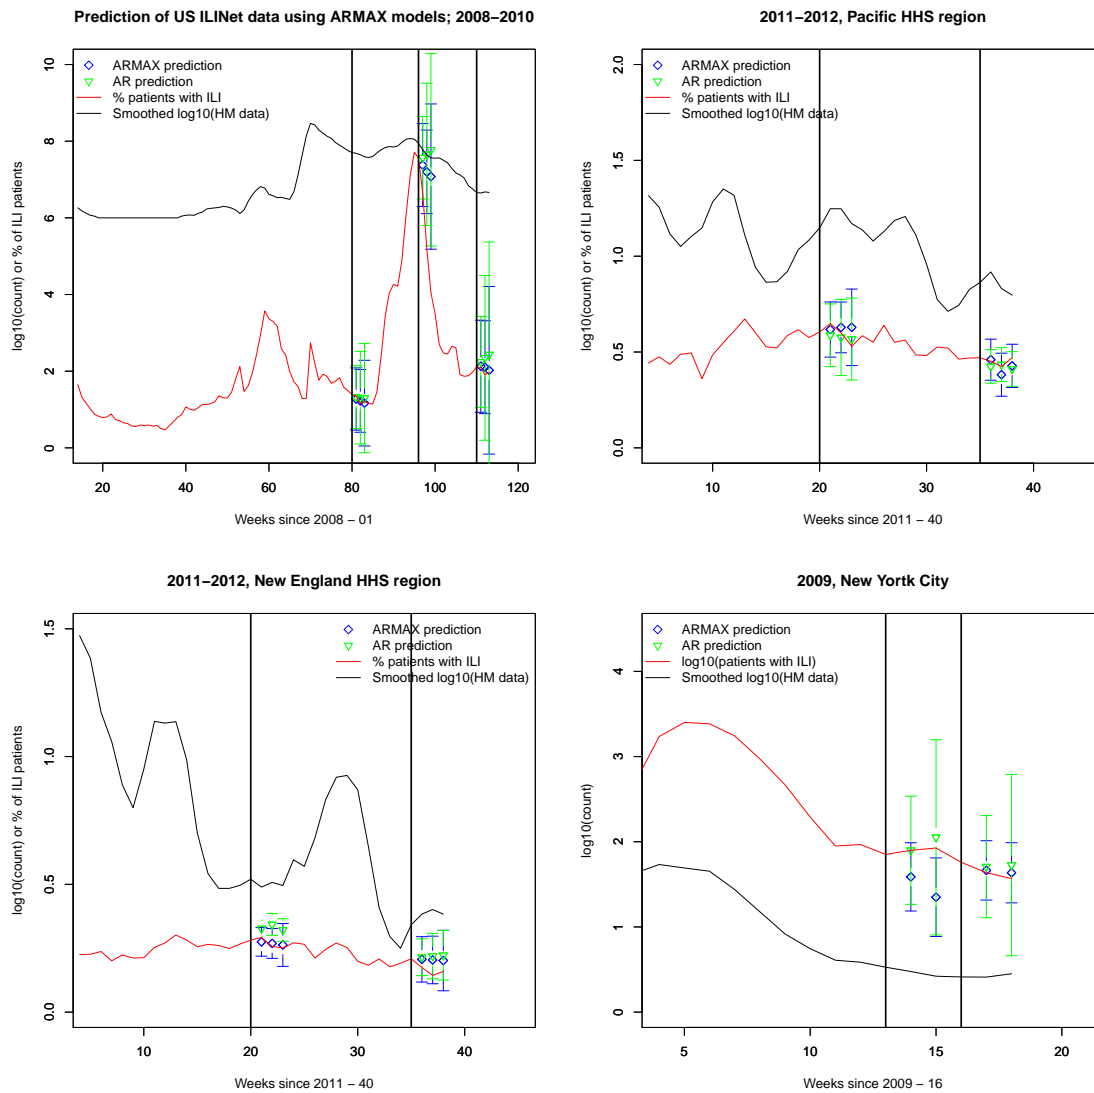 Prediction of US ILINet data using ARMAX models; 2008−2010
ARMAX prediction
AR prediction
% patients with ILI
Smoothed log10(HM data)
log10(count) or % of ILI patients
0
2
4
6
8
10
20 40 60 80 100 120
Weeks since 2008 − 01
2011−2012, Pacific HHS region
ARMAX prediction
AR prediction
% patients with ILI
Smoothed log10(HM data)
log10(count) or % of ILI patients
0.0
0.5
1.0
1.5
2.0
10 20 30 40
Weeks since 2011 − 40
2011−2012, New England HHS region
ARMAX prediction
AR prediction
% patients with ILI
Smoothed log10(HM data)
log10(count) or % of ILI patients
0.0
0.5
1.0
1.5
10 20 30 40
Weeks since 2011 − 40
2009, New Yortk City
ARMAX prediction
AR prediction
log10(patients with ILI)
Smoothed log10(HM data)
log10(count)
0
1
2
3
4
5 10 15 20
Weeks since 2009 − 16